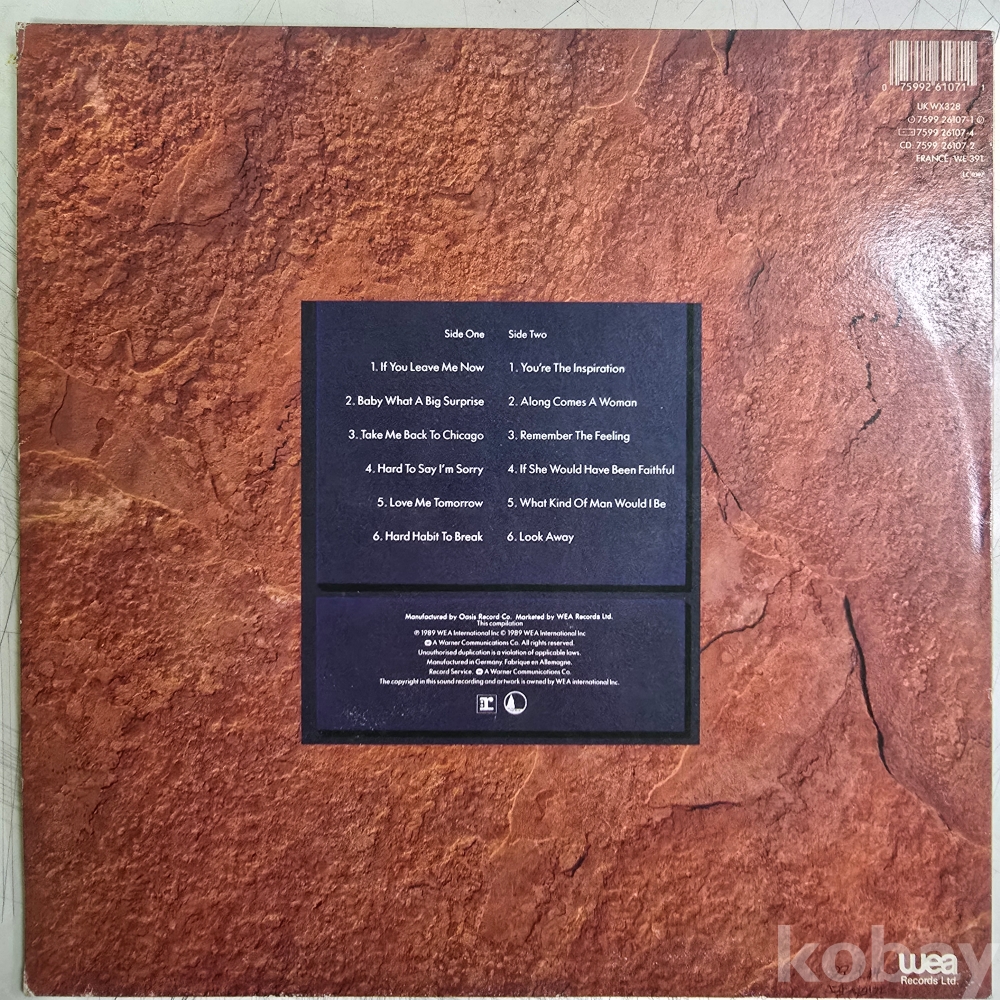 0 75992 61071 1
UK WX328
7599 26107-1
7599 26107-4
CD: 7599 26107-2
FRANCE; WE 391
Side One
1. If You Leave Me Now
2. Baby What A Big Surprise
3. Take Me Back To Chicago
4. Hard To Say I'm Sorry
5. Love Me Tomorrow
6. Hard Habit To Break
Side Two
1. You're The Inspiration
2. Along Comes A Woman
3. Remember The Feeling
4. If She Would Have Been Faithful
5. What Kind Of Man Would I Be
6. Look Away
Manufactured by Oasis Record Co. Marketed by WEA Records Ltd.
This compilation
℗ 1989 WEA International Inc © 1989 WEA International Inc
A Warner Communications Co. All rights reserved.
Unauthorised duplication is a violation of applicable laws.
Manufactured in Germany. Fabrique en Allemagne.
Record Service. A Warner Communications Co.
The copyright in this sound recording and artwork is owned by WEA international Inc.
kobay
wea
Records Ltd.